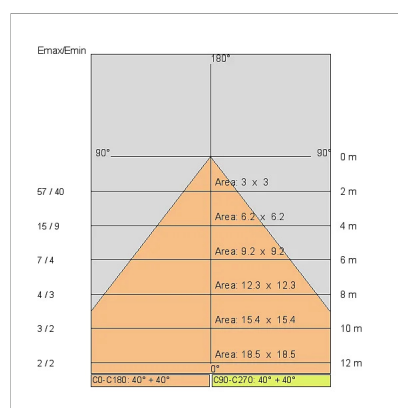 Emax/Emin
180°
90° 90° 0 m
Area: 3 x 3
57 / 40 2 m
Area: 6.2 x 6.2
15 / 9 4 m
Area: 9.2 x 9.2
7 / 4 6 m
Area: 12.3 x 12.3
4 / 3 8 m
Area: 15.4 x 15.4
3 / 2 10 m
Area: 18.5 x 18.5
2 / 2 12 m
0°
C0-C180: 40° + 40° C90-C270: 40° + 40°